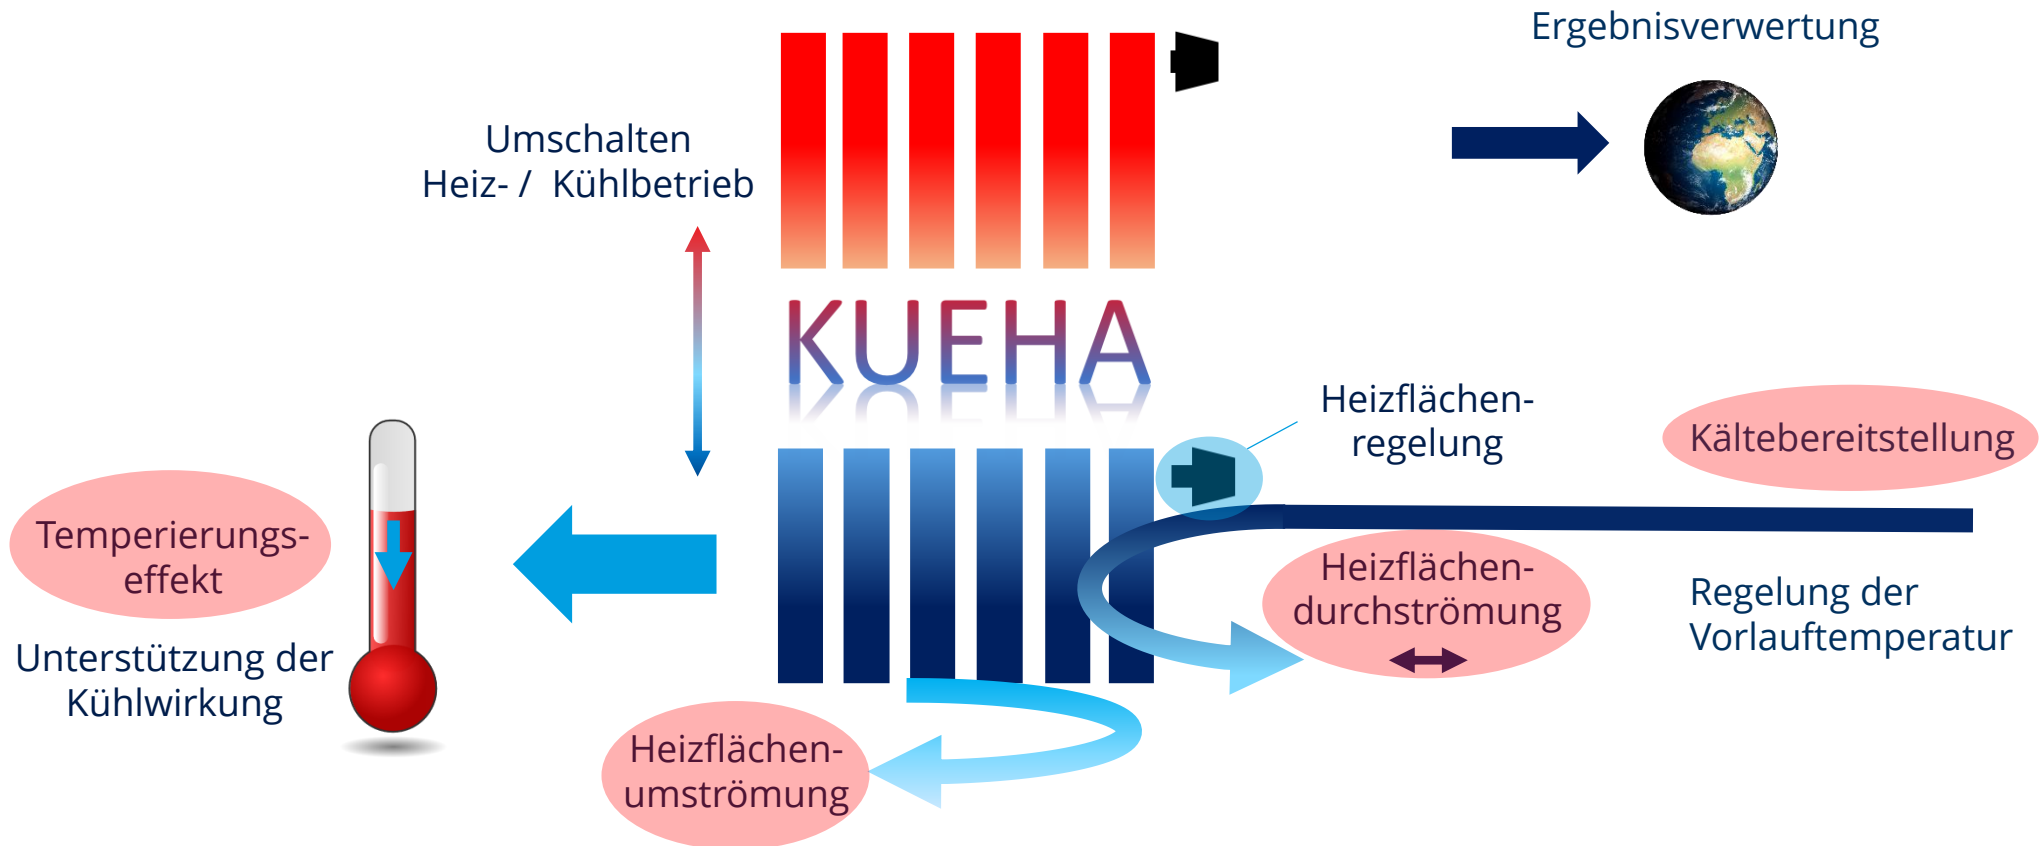 Ergebnisverwertung
Umschalten
Heiz- / Kühlbetrieb
KUEHA
Heizflächen-
regelung
Kältebereitstellung
Temperierungs-
effekt
Heizflächen-
durchströmung
Regelung der
Vorlauftemperatur
Unterstützung der
Kühlwirkung
Heizflächen-
umströmung